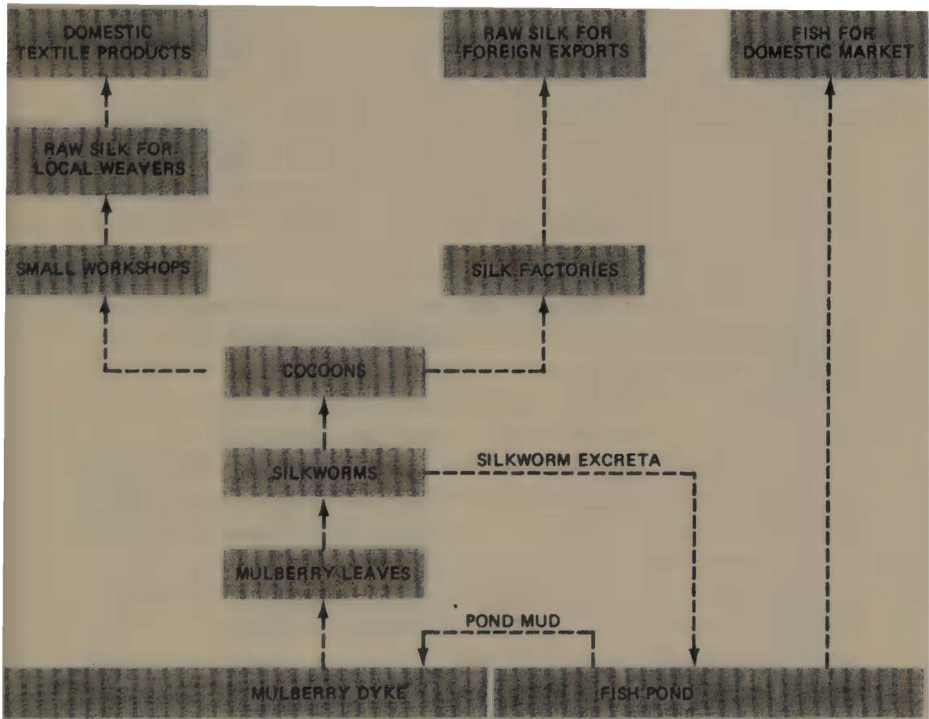 DOMESTIC
TEXTILE PRODUCTS
RAW SILK FOR
FOREIGN EXPORTS
FISH FOR
DOMESTIC MARKET
RAW SILK FOR
LOCAL WEAVERS
SMALL WORKSHOPS
SILK FACTORIES
COCOONS
SILKWORMS
SILKWORM EXCRETA
MULBERRY LEAVES
POND MUD
MULBERRY DYKE
FISH POND